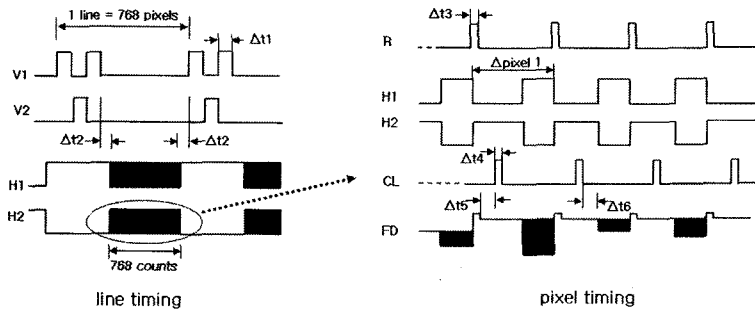 1 line = 768 pixels
Δt1
V1
V2
Δt2
Δt2
H1
H2
768 counts
line timing
Δt3
R
Δpixel 1
H1
H2
Δt4
CL
Δt5
Δt6
FD
pixel timing